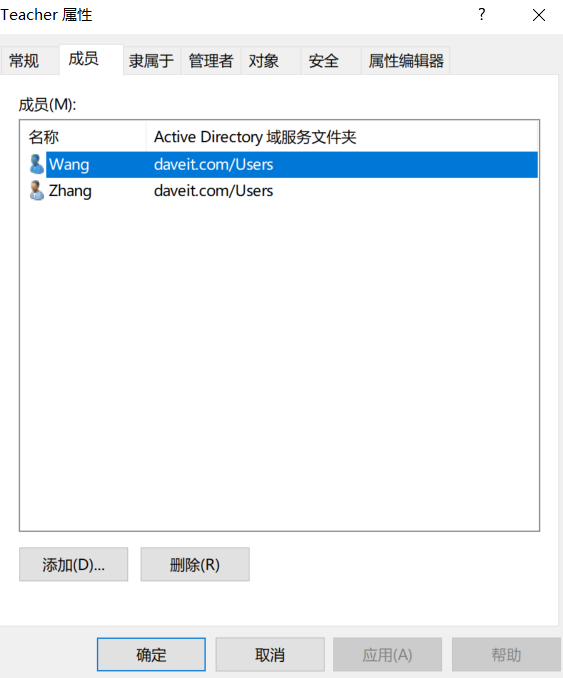 Teacher 属性
常规 成员 隶属于 管理者 对象 安全 属性编辑器
成员(M):
名称 Active Directory 域服务文件夹
Wang daveit.com/Users
Zhang daveit.com/Users
添加(D)... 删除(R)
确定 取消 应用(A) 帮助